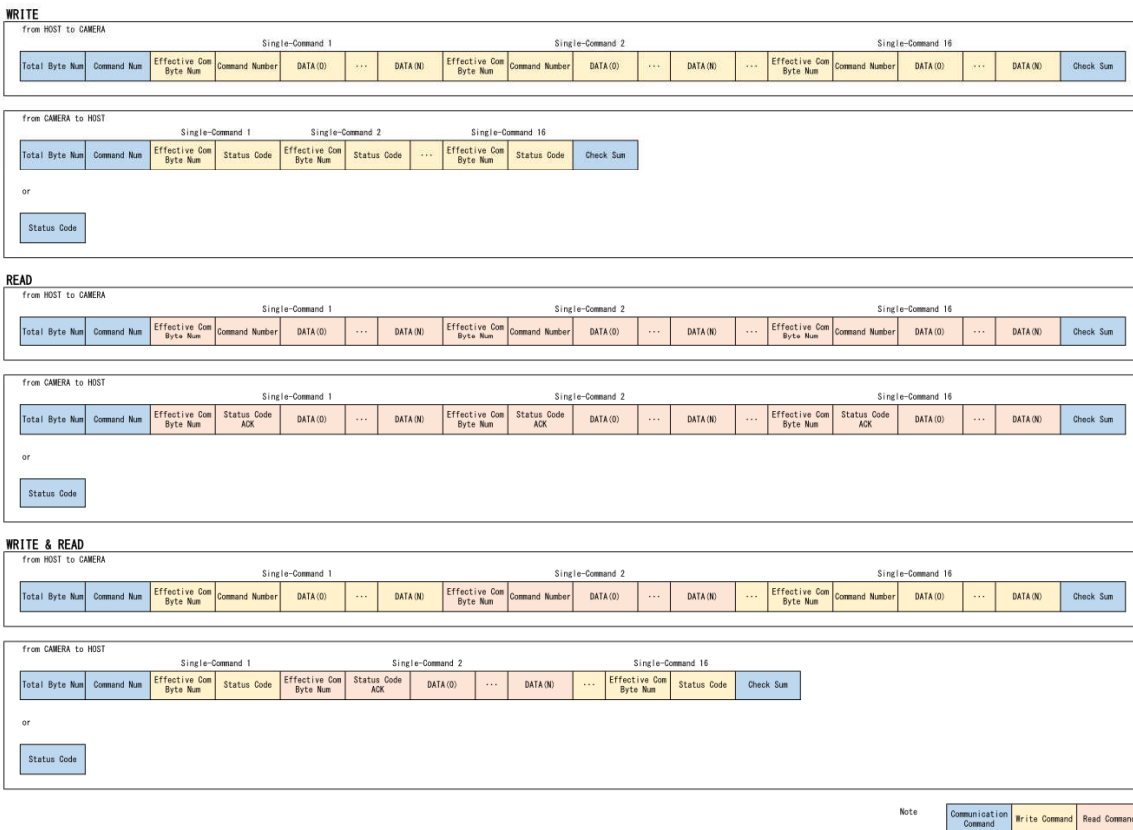 WRITE
from HOST to CAMERA
Single-Command 1 Single-Command 2 Single-Command 16
Total Byte Num Command Num Effective Com Byte Num Command Number DATA(0) ... DATA(N) Effective Com Byte Num Command Number DATA(0) ... DATA(N) ... Effective Com Byte Num Command Number DATA(0) ... DATA(N) Check Sum
from CAMERA to HOST
Single-Command 1 Single-Command 2 Single-Command 16
Total Byte Num Command Num Effective Com Byte Num Status Code Effective Com Byte Num Status Code ... Effective Com Byte Num Status Code Check Sum
or
Status Code
READ
from HOST to CAMERA
Single-Command 1 Single-Command 2 Single-Command 16
Total Byte Num Command Num Effective Com Byte Num Command Number DATA(0) ... DATA(N) Effective Com Byte Num Command Number DATA(0) ... DATA(N) ... Effective Com Byte Num Command Number DATA(0) ... DATA(N) Check Sum
from CAMERA to HOST
Single-Command 1 Single-Command 2 Single-Command 16
Total Byte Num Command Num Effective Com Byte Num Status Code ACK DATA(0) ... DATA(N) Effective Com Byte Num Status Code ACK DATA(0) ... DATA(N) ... Effective Com Byte Num Status Code ACK DATA(0) ... DATA(N) Check Sum
or
Status Code
WRITE & READ
from HOST to CAMERA
Single-Command 1 Single-Command 2 Single-Command 16
Total Byte Num Command Num Effective Com Byte Num Command Number DATA(0) ... DATA(N) Effective Com Byte Num Command Number DATA(0) ... DATA(N) ... Effective Com Byte Num Command Number DATA(0) ... DATA(N) Check Sum
from CAMERA to HOST
Single-Command 1 Single-Command 2 Single-Command 16
Total Byte Num Command Num Effective Com Byte Num Status Code Effective Com Byte Num Status Code ACK DATA(0) ... DATA(N) ... Effective Com Byte Num Status Code Check Sum
or
Status Code
Note Communication Command Write Command Read Command